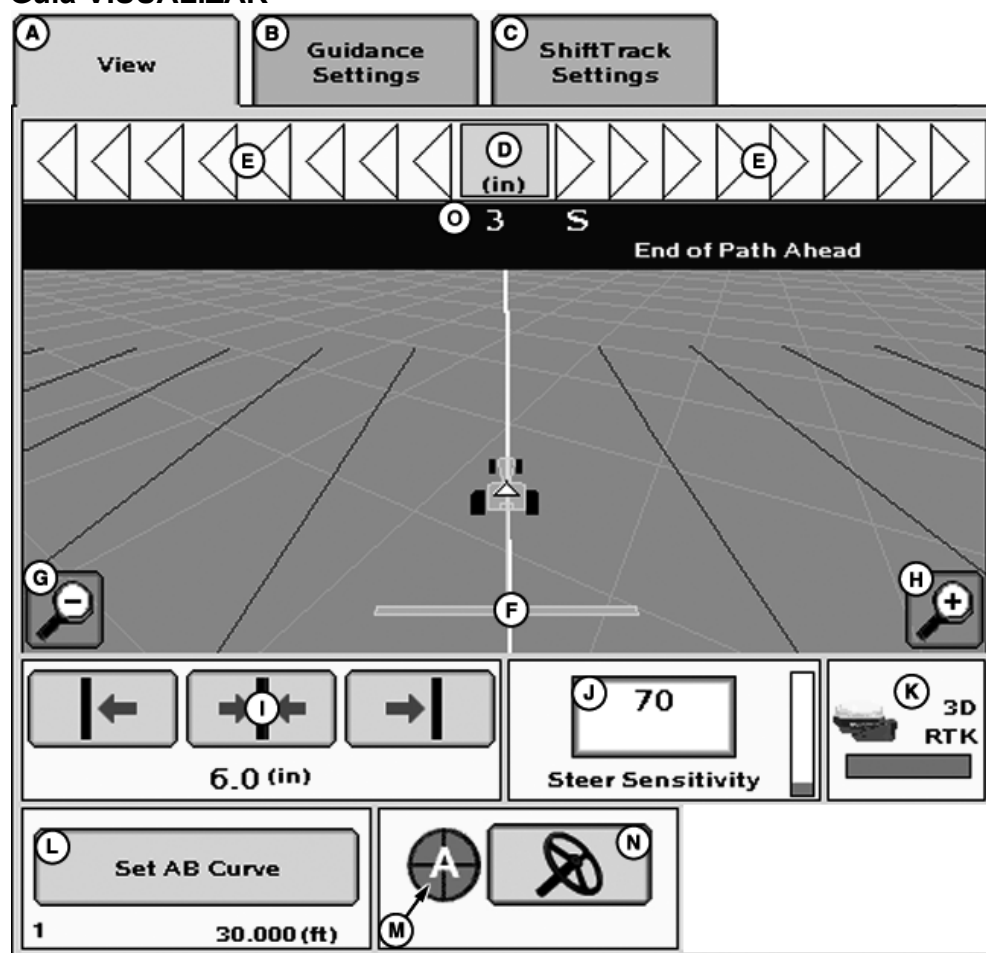 Guía VISUALIZAR
A
View
B
Guidance
Settings
C
ShiftTrack
Settings
E
D
(in)
E
O 3 S
End of Path Ahead
G
H
F
I
6.0 (in)
J
70
Steer Sensitivity
K
3D
RTK
L
Set AB Curve
1 30.000 (ft)
A
M
N